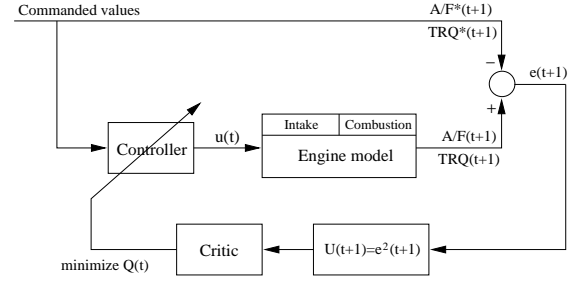 Commanded values
A/F*(t+1)
TRQ*(t+1)
−
e(t+1)
+
Intake
Combustion
Controller
u(t)
Engine model
A/F(t+1)
TRQ(t+1)
Critic
U(t+1)=e²(t+1)
minimize Q(t)